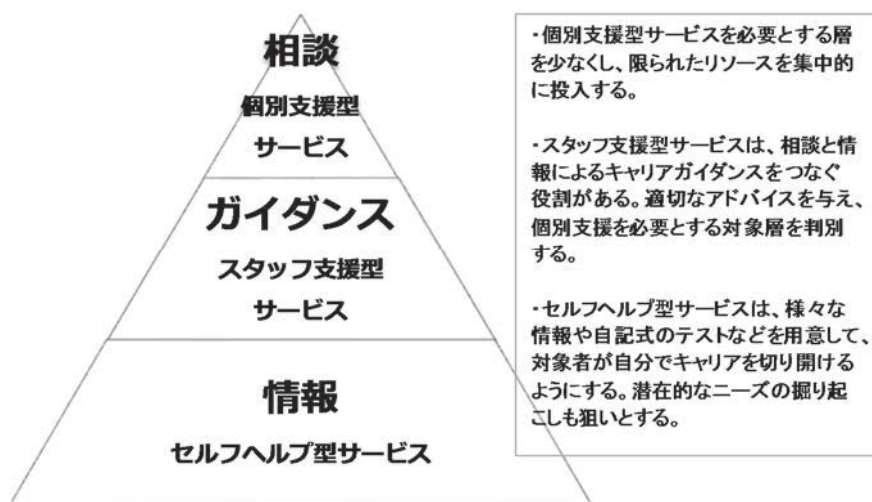 相談
個別支援型
サービス
ガイダンス
スタッフ支援型
サービス
情報
セルフヘルプ型サービス
・個別支援型サービスを必要とする層
を少なくし、限られたリソースを集中的
に投入する。
・スタッフ支援型サービスは、相談と情
報によるキャリアガイダンスをつなぐ
役割がある。適切なアドバイスを与え、
個別支援を必要とする対象層を判別
する。
・セルフヘルプ型サービスは、様々な
情報や自記式のテストなどを用意して、
対象者が自分でキャリアを切り開ける
ようにする。潜在的なニーズの掘り起
こしも狙いとする。